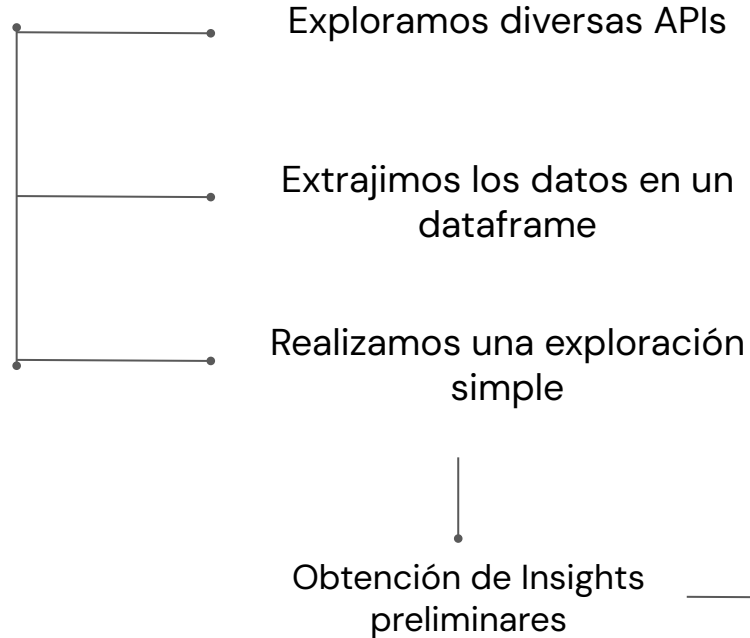 Exploramos diversas APIs
Extrajimos los datos en un
dataframe
Realizamos una exploración
simple
Obtención de Insights
preliminares